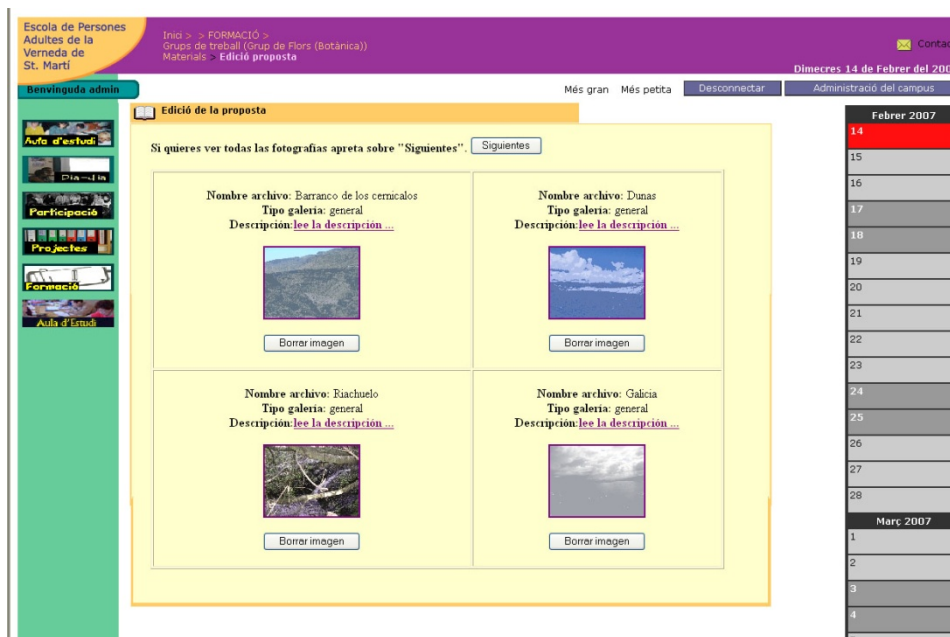 Escola de Persones
Adultes de la
Verneda de
St. Martí
Inici > > FORMACIÓ >
Grups de treball (Grup de Flors (Botànica))
Materials > Edició proposta
Dimecres 14 de Febrer del
Benvinguda admin
Més gran Més petita Desconnectar Administració del campus
Edició de la proposta
Si quieres ver todas las fotografías apreta sobre "Siguientes". Siguientes
Nombre archivo: Barranco de los cernicalos
Tipo galería: general
Descripción:lee la descripción ...
Borrar imagen
Nombre archivo: Dunas
Tipo galería: general
Descripción:lee la descripción ...
Borrar imagen
Nombre archivo: Riachuelo
Tipo galería: general
Descripción:lee la descripción ...
Borrar imagen
Nombre archivo: Galicia
Tipo galería: general
Descripción:lee la descripción ...
Borrar imagen
Aula d'estudi
Participació
Projectes
Formació
Aula d'Estudi
Febrer 2007
14
15
16
17
18
19
20
21
22
23
24
25
26
27
28
Març 2007
1
2
3
4